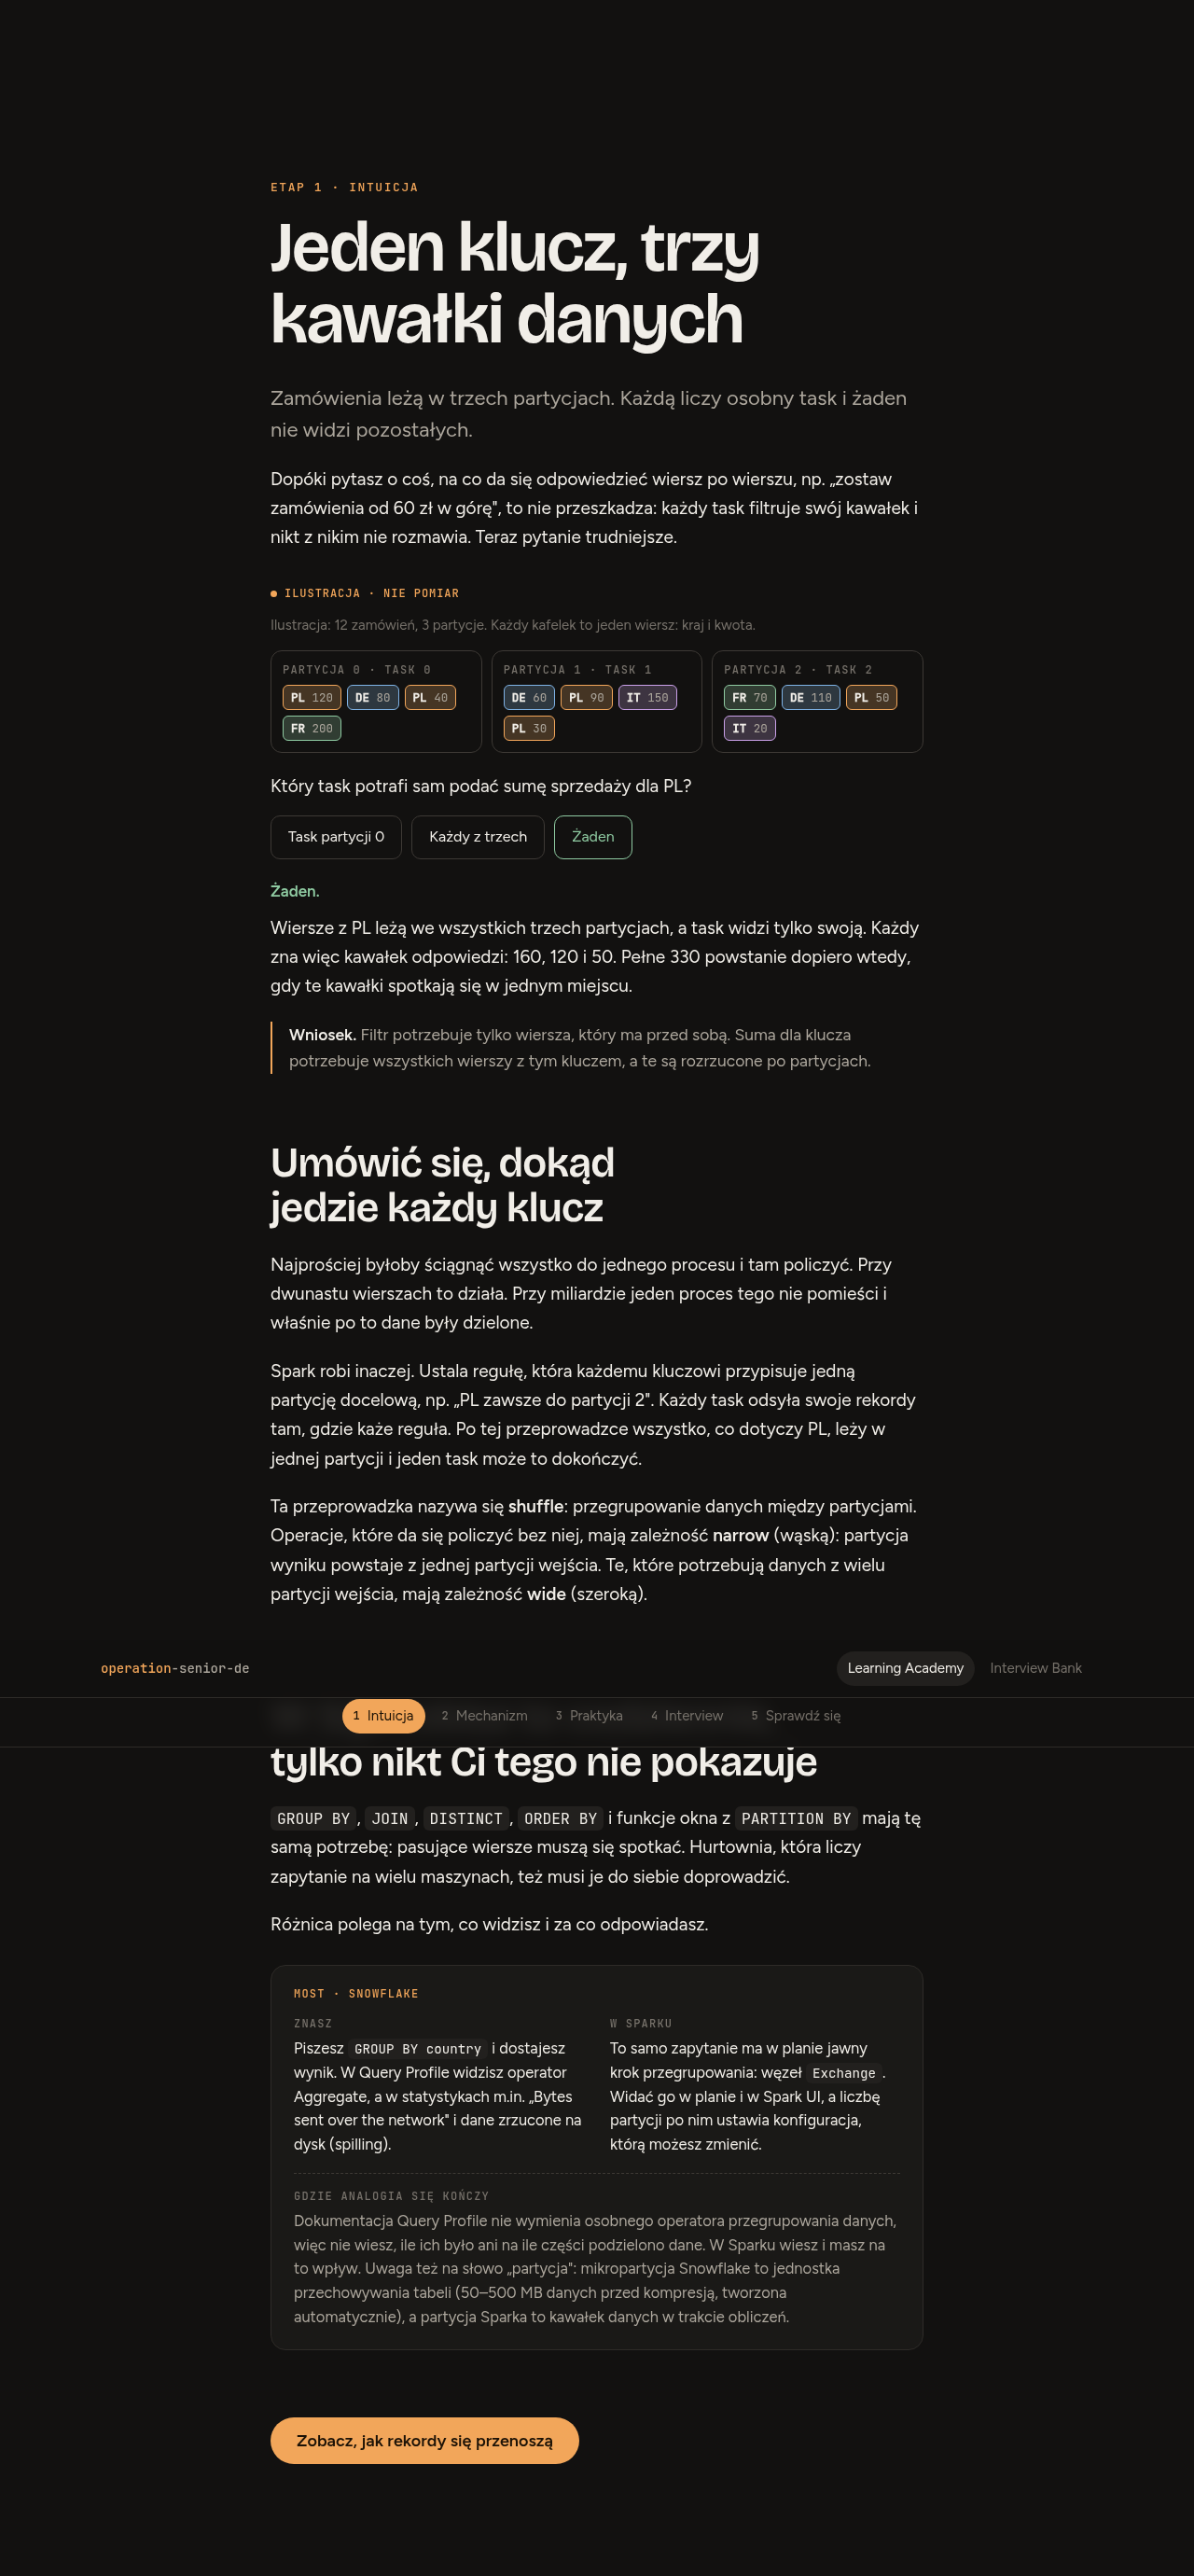 ETAP 1 · INTUICJA
Jeden klucz, trzy
kawałki danych
Zamówienia leżą w trzech partycjach. Każdą liczy osobny task i żaden
nie widzi pozostałych.
Dopóki pytasz o coś, na co da się odpowiedzieć wiersz po wierszu, np. „zostaw
zamówienia od 60 zł w górę", to nie przeszkadza: każdy task filtruje swój kawałek i
nikt z nikim nie rozmawia. Teraz pytanie trudniejsze.
ILUSTRACJA · NIE POMIAR
Ilustracja: 12 zamówień, 3 partycje. Każdy kafelek to jeden wiersz: kraj i kwota.
PARTYCJA 0 · TASK 0
PL 120 DE 80 PL 40
FR 200
PARTYCJA 1 · TASK 1
DE 60 PL 90 IT 150
PL 30
PARTYCJA 2 · TASK 2
FR 70 DE 110 PL 50
IT 20
Który task potrafi sam podać sumę sprzedaży dla PL?
Task partycji 0 Każdy z trzech Żaden
Żaden.
Wiersze z PL leżą we wszystkich trzech partycjach, a task widzi tylko swoją. Każdy
zna więc kawałek odpowiedzi: 160, 120 i 50. Pełne 330 powstanie dopiero wtedy,
gdy te kawałki spotkają się w jednym miejscu.
Wniosek. Filtr potrzebuje tylko wiersza, który ma przed sobą. Suma dla klucza
potrzebuje wszystkich wierszy z tym kluczem, a te są rozrzucone po partycjach.
Umówić się, dokąd
jedzie każdy klucz
Najprościej byłoby ściągnąć wszystko do jednego procesu i tam policzyć. Przy
dwunastu wierszach to działa. Przy miliardzie jeden proces tego nie pomieści i
właśnie po to dane były dzielone.
Spark robi inaczej. Ustala regułę, która każdemu kluczowi przypisuje jedną
partycję docelową, np. „PL zawsze do partycji 2". Każdy task odsyła swoje rekordy
tam, gdzie każe reguła. Po tej przeprowadzce wszystko, co dotyczy PL, leży w
jednej partycji i jeden task może to dokończyć.
Ta przeprowadzka nazywa się shuffle: przegrupowanie danych między partycjami.
Operacje, które da się policzyć bez niej, mają zależność narrow (wąską): partycja
wyniku powstaje z jednej partycji wejścia. Te, które potrzebują danych z wielu
partycji wejścia, mają zależność wide (szeroką).
operation-senior-de Learning Academy Interview Bank
1 Intuicja 2 Mechanizm 3 Praktyka 4 Interview 5 Sprawdź się
tylko nikt Ci tego nie pokazuje
GROUP BY, JOIN, DISTINCT, ORDER BY i funkcje okna z PARTITION BY mają tę
samą potrzebę: pasujące wiersze muszą się spotkać. Hurtownia, która liczy
zapytanie na wielu maszynach, też musi je do siebie doprowadzić.
Różnica polega na tym, co widzisz i za co odpowiadasz.
MOST · SNOWFLAKE
ZNASZ
Piszesz GROUP BY country i dostajesz
wynik. W Query Profile widzisz operator
Aggregate, a w statystykach m.in. „Bytes
sent over the network" i dane zrzucone na
dysk (spilling).
W SPARKU
To samo zapytanie ma w planie jawny
krok przegrupowania: węzeł Exchange.
Widać go w planie i w Spark UI, a liczbę
partycji po nim ustawia konfiguracja,
którą możesz zmienić.
GDZIE ANALOGIA SIĘ KOŃCZY
Dokumentacja Query Profile nie wymienia osobnego operatora przegrupowania danych,
więc nie wiesz, ile ich było ani na ile części podzielono dane. W Sparku wiesz i masz na
to wpływ. Uwaga też na słowo „partycja": mikropartycja Snowflake to jednostka
przechowywania tabeli (50–500 MB danych przed kompresją, tworzona
automatycznie), a partycja Sparka to kawałek danych w trakcie obliczeń.
Zobacz, jak rekordy się przenoszą